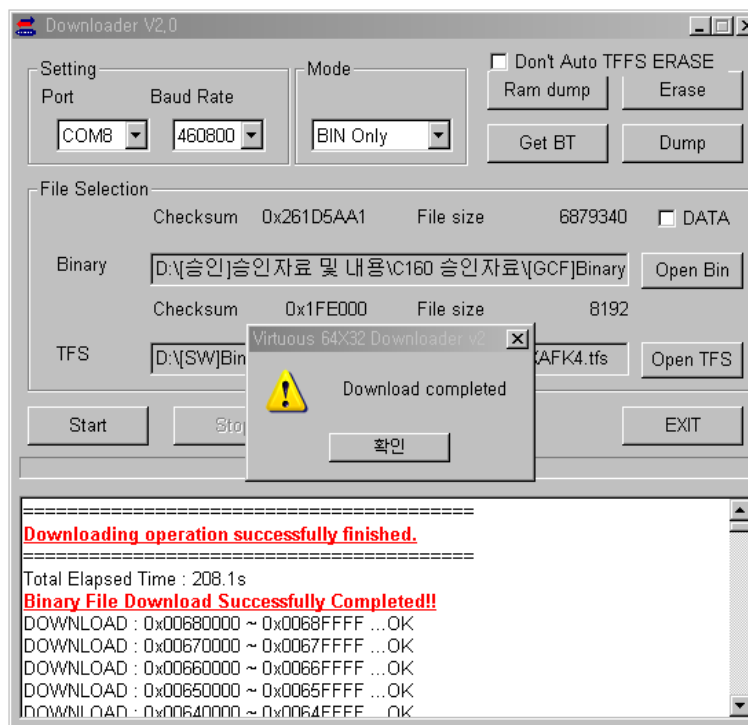 Downloader V2,0
Don't Auto TFFS ERASE
Setting
Mode
Port
Baud Rate
COM8
460800
BIN Only
Ram dump
Erase
Get BT
Dump
File Selection
Checksum 0x261D5AA1 File size 6879340 DATA
Binary D:\[승인]승인자료 및 내용\C160 승인자료\[GCF]Binary Open Bin
Checksum 0x1FE000 File size 8192
TFS D:\[SW]Bin AFK4.tfs Open TFS
Virtuous 64X32 Downloader v2
Download completed
확인
Start
Stop
EXIT
==========================================
Downloading operation successfully finished.
==========================================
Total Elapsed Time : 208.1s
Binary File Download Successfully Completed!!
DOWNLOAD : 0x00680000 ~ 0x0068FFFF ...OK
DOWNLOAD : 0x00670000 ~ 0x0067FFFF ...OK
DOWNLOAD : 0x00660000 ~ 0x0066FFFF ...OK
DOWNLOAD : 0x00650000 ~ 0x0065FFFF ...OK
DOWNLOAD : 0x00640000 ~ 0x0064FFFF ...OK